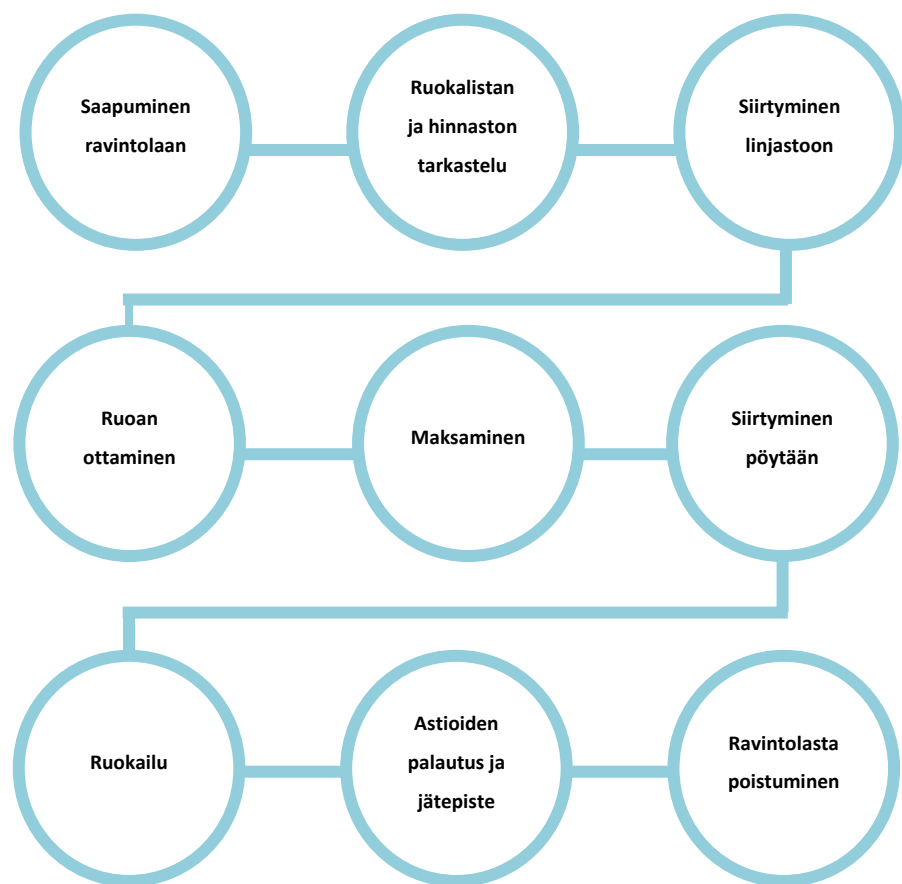 Saapuminen
ravintolaan
Ruokalistan
ja hinnaston
tarkastelu
Siirtyminen
linjastoon
Ruoan
ottaminen
Maksaminen
Siirtyminen
pöytään
Ruokailu
Astioiden
palautus ja
jätepiste
Ravintolasta
poistuminen